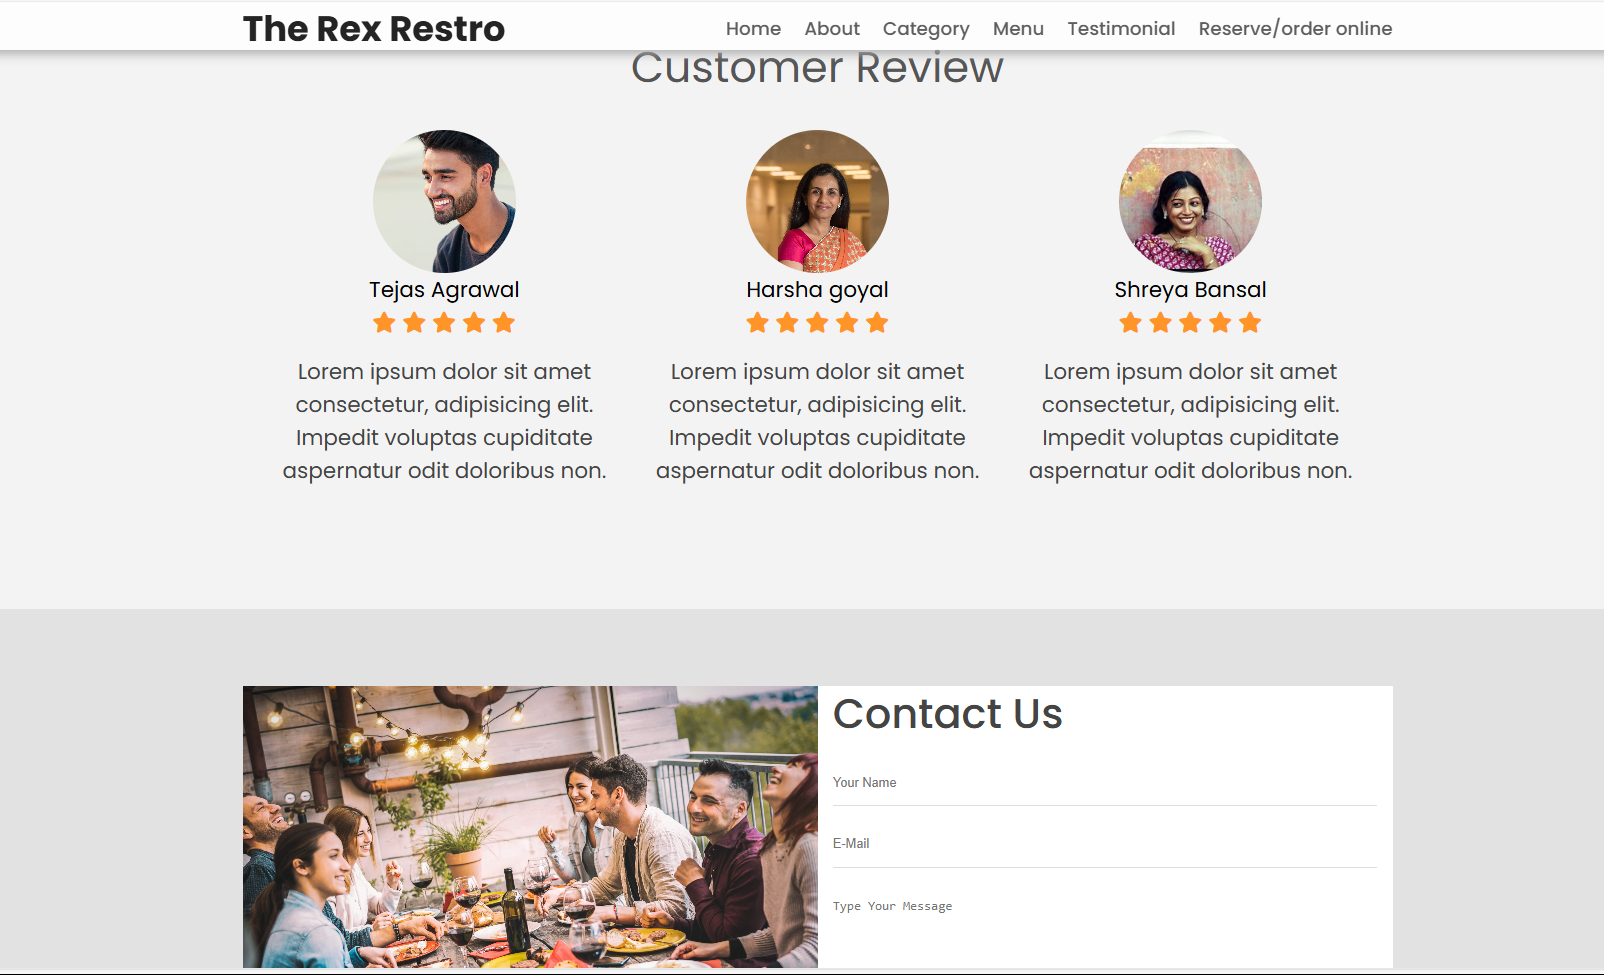 The Rex Restro
Home About Category Menu Testimonial Reserve/order online
Customer Review
Tejas Agrawal
Lorem ipsum dolor sit amet
consectetur, adipisicing elit.
Impedit voluptas cupiditate
aspernatur odit doloribus non.
Harsha goyal
Lorem ipsum dolor sit amet
consectetur, adipisicing elit.
Impedit voluptas cupiditate
aspernatur odit doloribus non.
Shreya Bansal
Lorem ipsum dolor sit amet
consectetur, adipisicing elit.
Impedit voluptas cupiditate
aspernatur odit doloribus non.
Contact Us
Your Name
E-Mail
Type Your Message